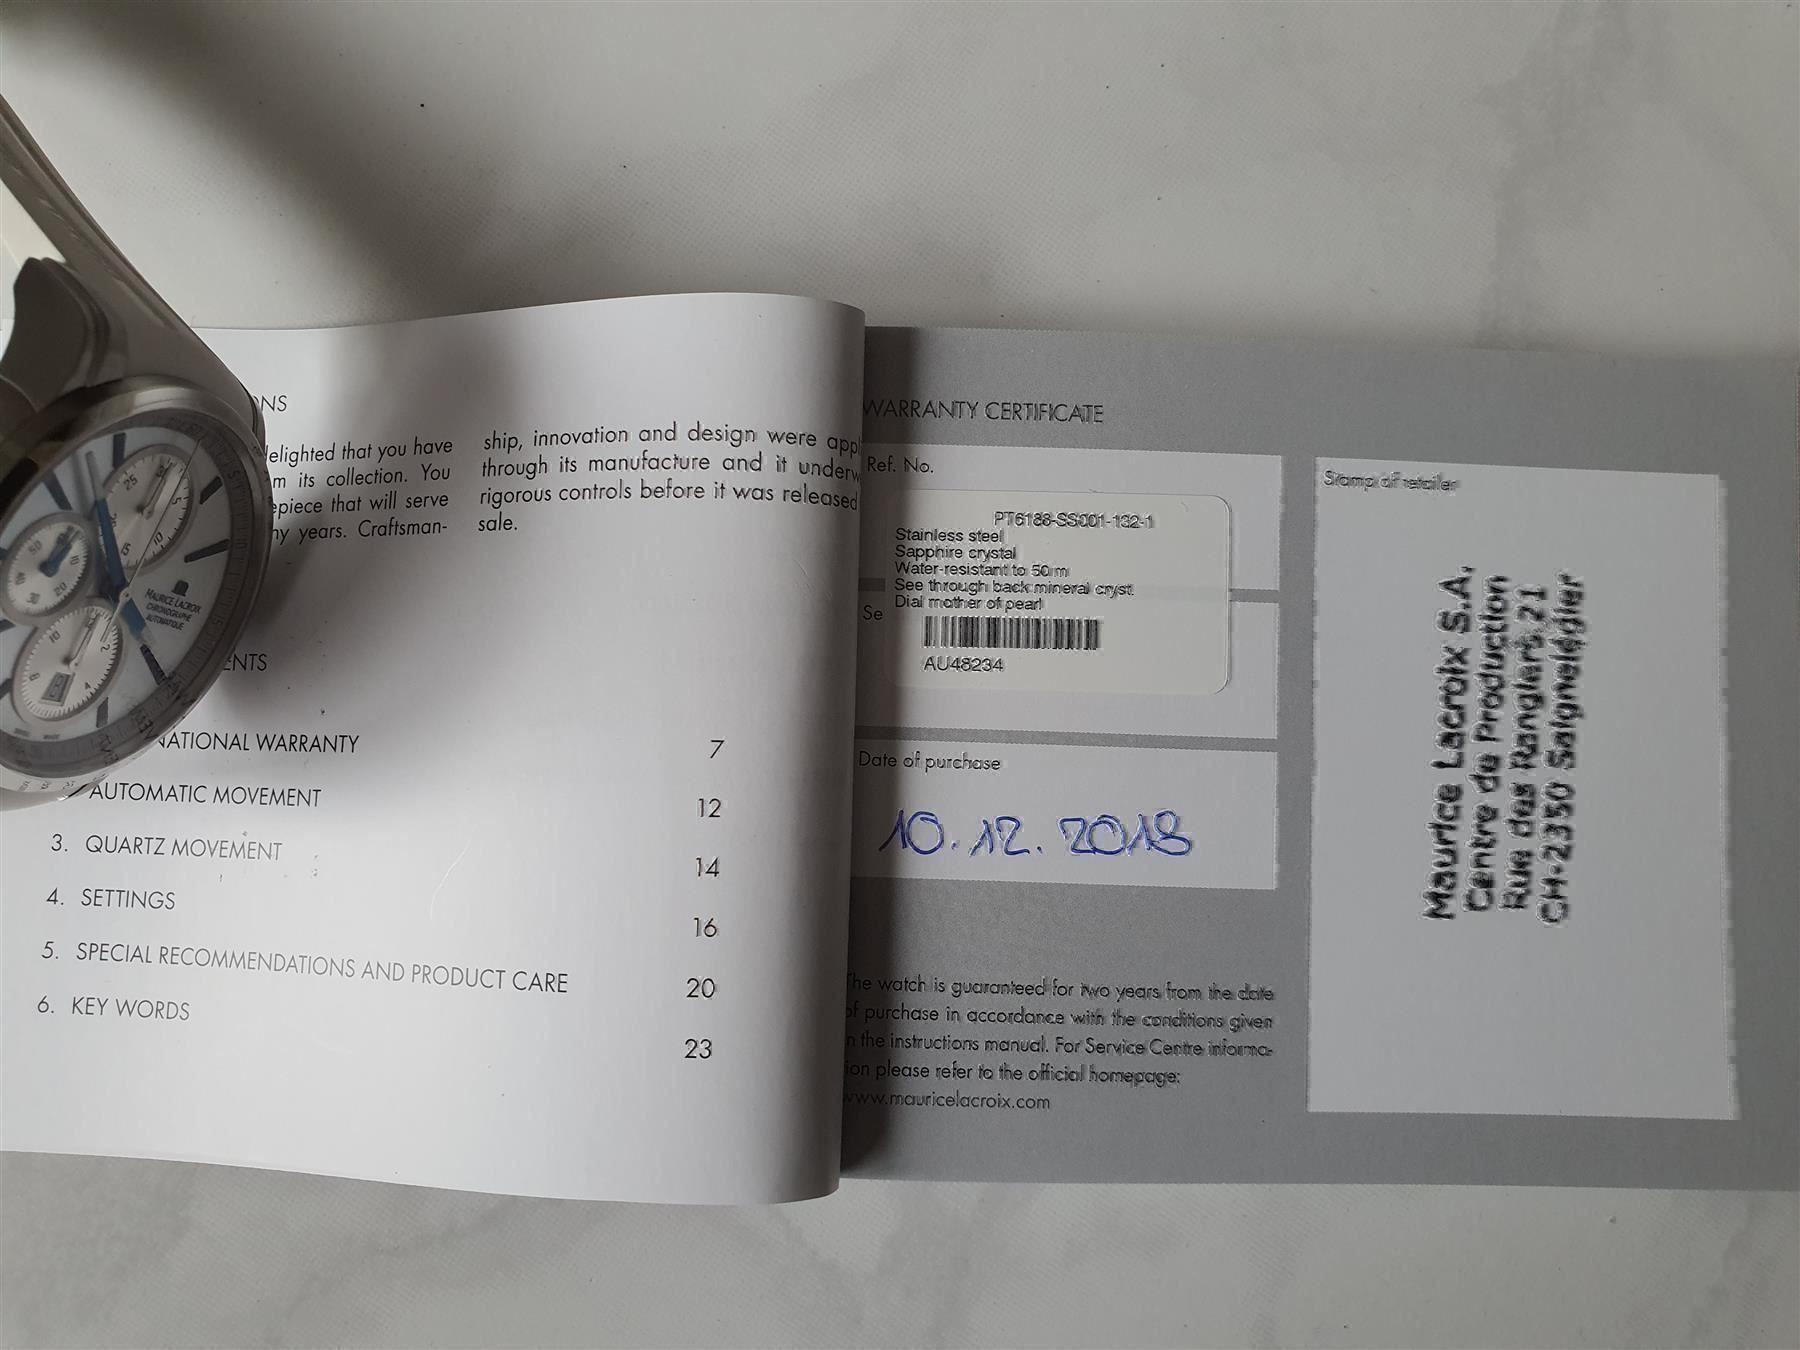 ONS
delighted that you have
m its collection. You
epiece that will serve
ny years. Craftsman-
ship, innovation and design were appl
through its manufacture and it underw
rigorous controls before it was released
sale.
ENTS
NATIONAL WARRANTY 7
AUTOMATIC MOVEMENT 12
3. QUARTZ MOVEMENT 14
4. SETTINGS 16
5. SPECIAL RECOMMENDATIONS AND PRODUCT CARE 20
6. KEY WORDS 23
MAURICE LACROIX
CHRONOGRAPHE
AUTOMATIQUE
WARRANTY CERTIFICATE
Ref. No.
PT6188-SS001-132-1
Stainless steel
Sapphire crystal
Water-resistant to 50 m
See through back mineral cryst.
Dial mother of pearl
AU48234
Se
Date of purchase
10.12.2018
The watch is guaranteed for two years from the date
of purchase in accordance with the conditions given
n the instructions manual. For Service Centre informa-
ion please refer to the official homepage:
www.mauricelacroix.com
Stamp of retailer
Maurice Lacroix S.A.
Centre de Production
Rue des Rangiers 21
CH-2350 Saignelégier